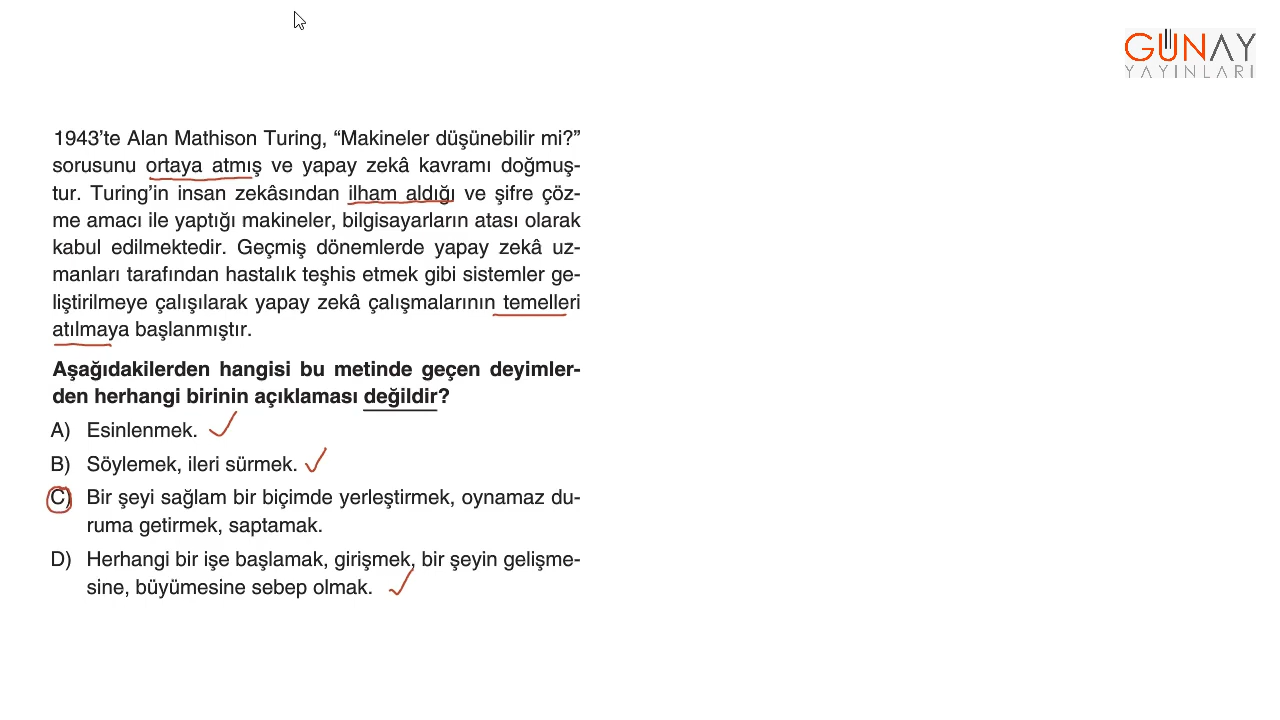 GÜNAY
YAYINLARI
1943’te Alan Mathison Turing, “Makineler düşünebilir mi?”
sorusunu ortaya atmış ve yapay zekâ kavramı doğmuş-
tur. Turing’in insan zekâsından ilham aldığı ve şifre çöz-
me amacı ile yaptığı makineler, bilgisayarların atası olarak
kabul edilmektedir. Geçmiş dönemlerde yapay zekâ uz-
manları tarafından hastalık teşhis etmek gibi sistemler ge-
liştirilmeye çalışılarak yapay zekâ çalışmalarının temelleri
atılmaya başlanmıştır.
Aşağıdakilerden hangisi bu metinde geçen deyimler-
den herhangi birinin açıklaması değildir?
A) Esinlenmek.
B) Söylemek, ileri sürmek.
C) Bir şeyi sağlam bir biçimde yerleştirmek, oynamaz du-
ruma getirmek, saptamak.
D) Herhangi bir işe başlamak, girişmek, bir şeyin gelişme-
sine, büyümesine sebep olmak.